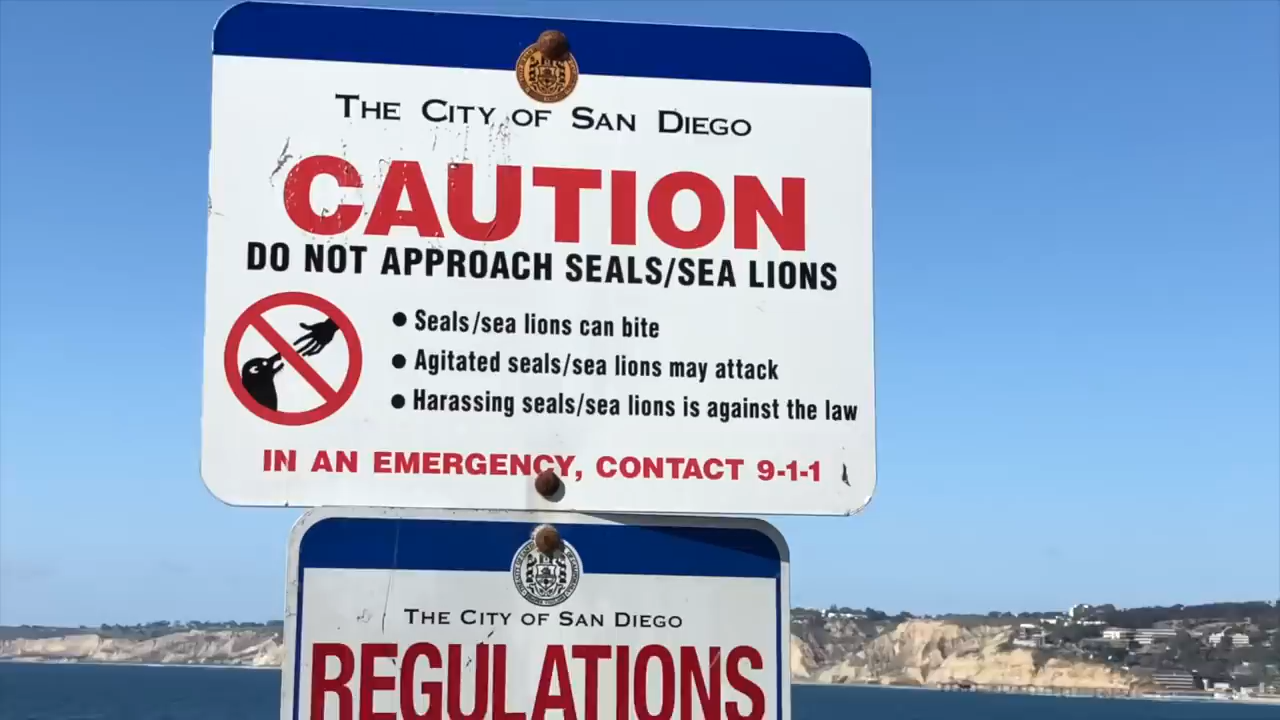 THE CITY OF SAN DIEGO
CAUTION
DO NOT APPROACH SEALS/SEA LIONS
● Seals/sea lions can bite
● Agitated seals/sea lions may attack
● Harassing seals/sea lions is against the law
IN AN EMERGENCY, CONTACT 9-1-1
THE CITY OF SAN DIEGO
REGULATIONS